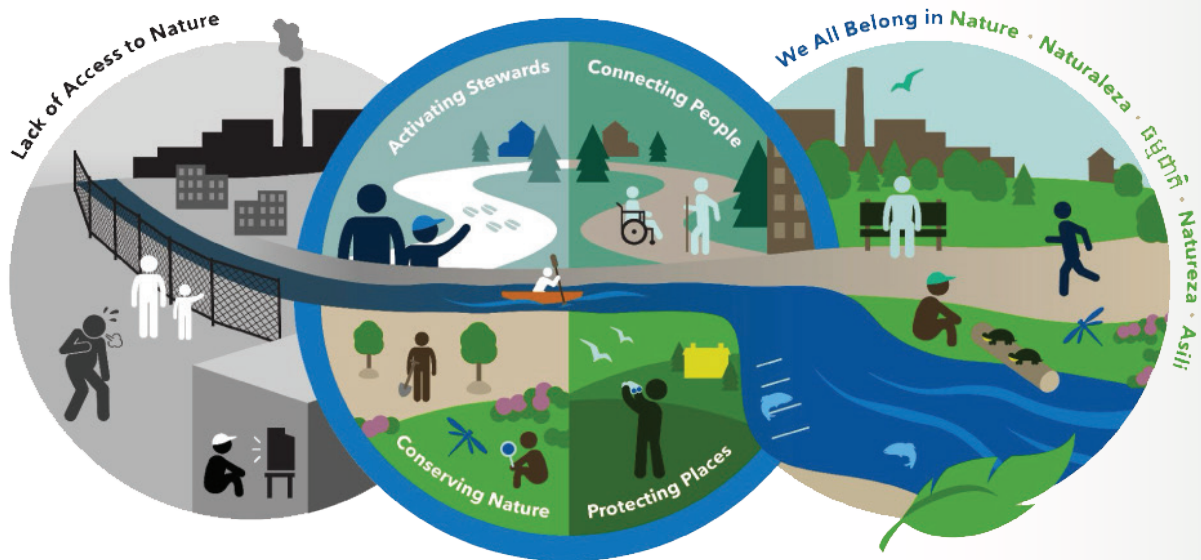 Lack of Access to Nature
Activating Stewards
Connecting People
Conserving Nature
Protecting Places
We All Belong in Nature · Naturaleza · ធម្មជាតិ · Natureza · Asili